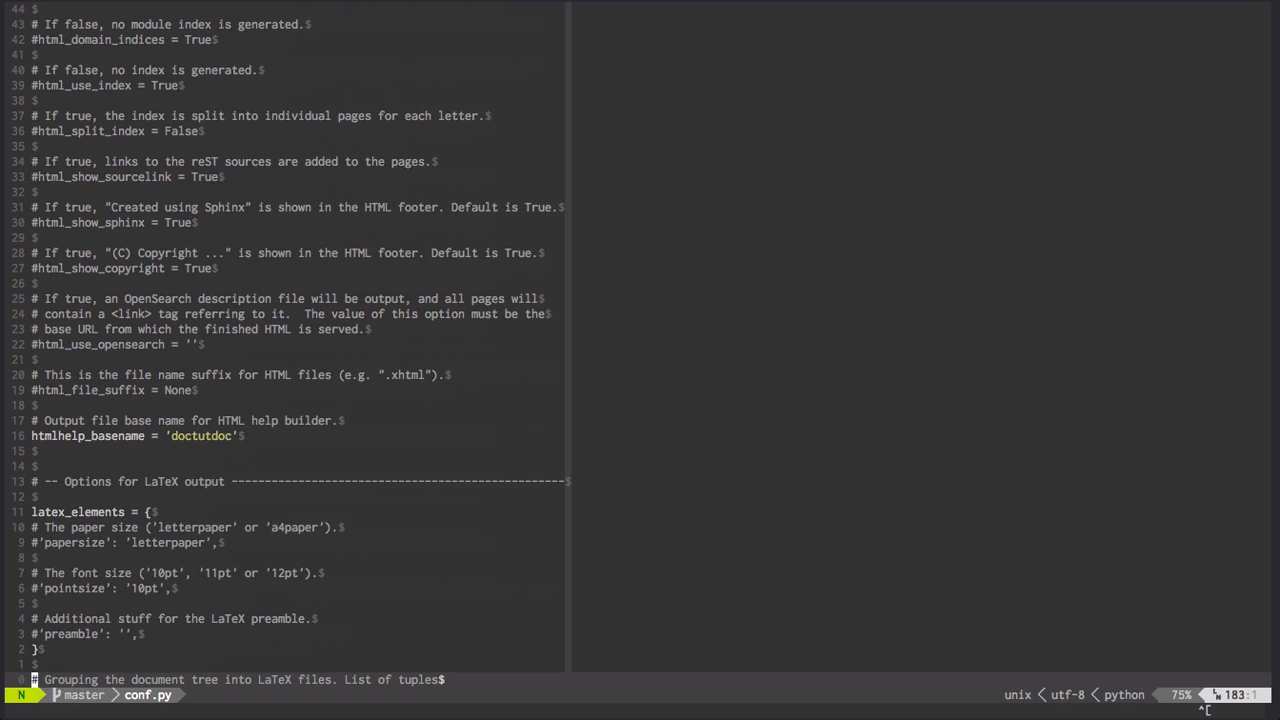 44 $
43 # If false, no module index is generated.$
42 #html_domain_indices = True$
41 $
40 # If false, no index is generated.$
39 #html_use_index = True$
38 $
37 # If true, the index is split into individual pages for each letter.$
36 #html_split_index = False$
35 $
34 # If true, links to the reST sources are added to the pages.$
33 #html_show_sourcelink = True$
32 $
31 # If true, "Created using Sphinx" is shown in the HTML footer. Default is True.$
30 #html_show_sphinx = True$
29 $
28 # If true, "(C) Copyright ..." is shown in the HTML footer. Default is True.$
27 #html_show_copyright = True$
26 $
25 # If true, an OpenSearch description file will be output, and all pages will$
24 # contain a <link> tag referring to it.  The value of this option must be the$
23 # base URL from which the finished HTML is served.$
22 #html_use_opensearch = ''$
21 $
20 # This is the file name suffix for HTML files (e.g. ".xhtml").$
19 #html_file_suffix = None$
18 $
17 # Output file base name for HTML help builder.$
16 htmlhelp_basename = 'doctutdoc'$
15 $
14 $
13 # -- Options for LaTeX output --------------------------------------------------$
12 $
11 latex_elements = {$
10 # The paper size ('letterpaper' or 'a4paper').$
9 #'papersize': 'letterpaper',$
8 $
7 # The font size ('10pt', '11pt' or '12pt').$
6 #'pointsize': '10pt',$
5 $
4 # Additional stuff for the LaTeX preamble.$
3 #'preamble': '',$
2 }$
1 $
0 # Grouping the document tree into LaTeX files. List of tuples$
N master conf.py unix utf-8 python 75% 183:1
^[